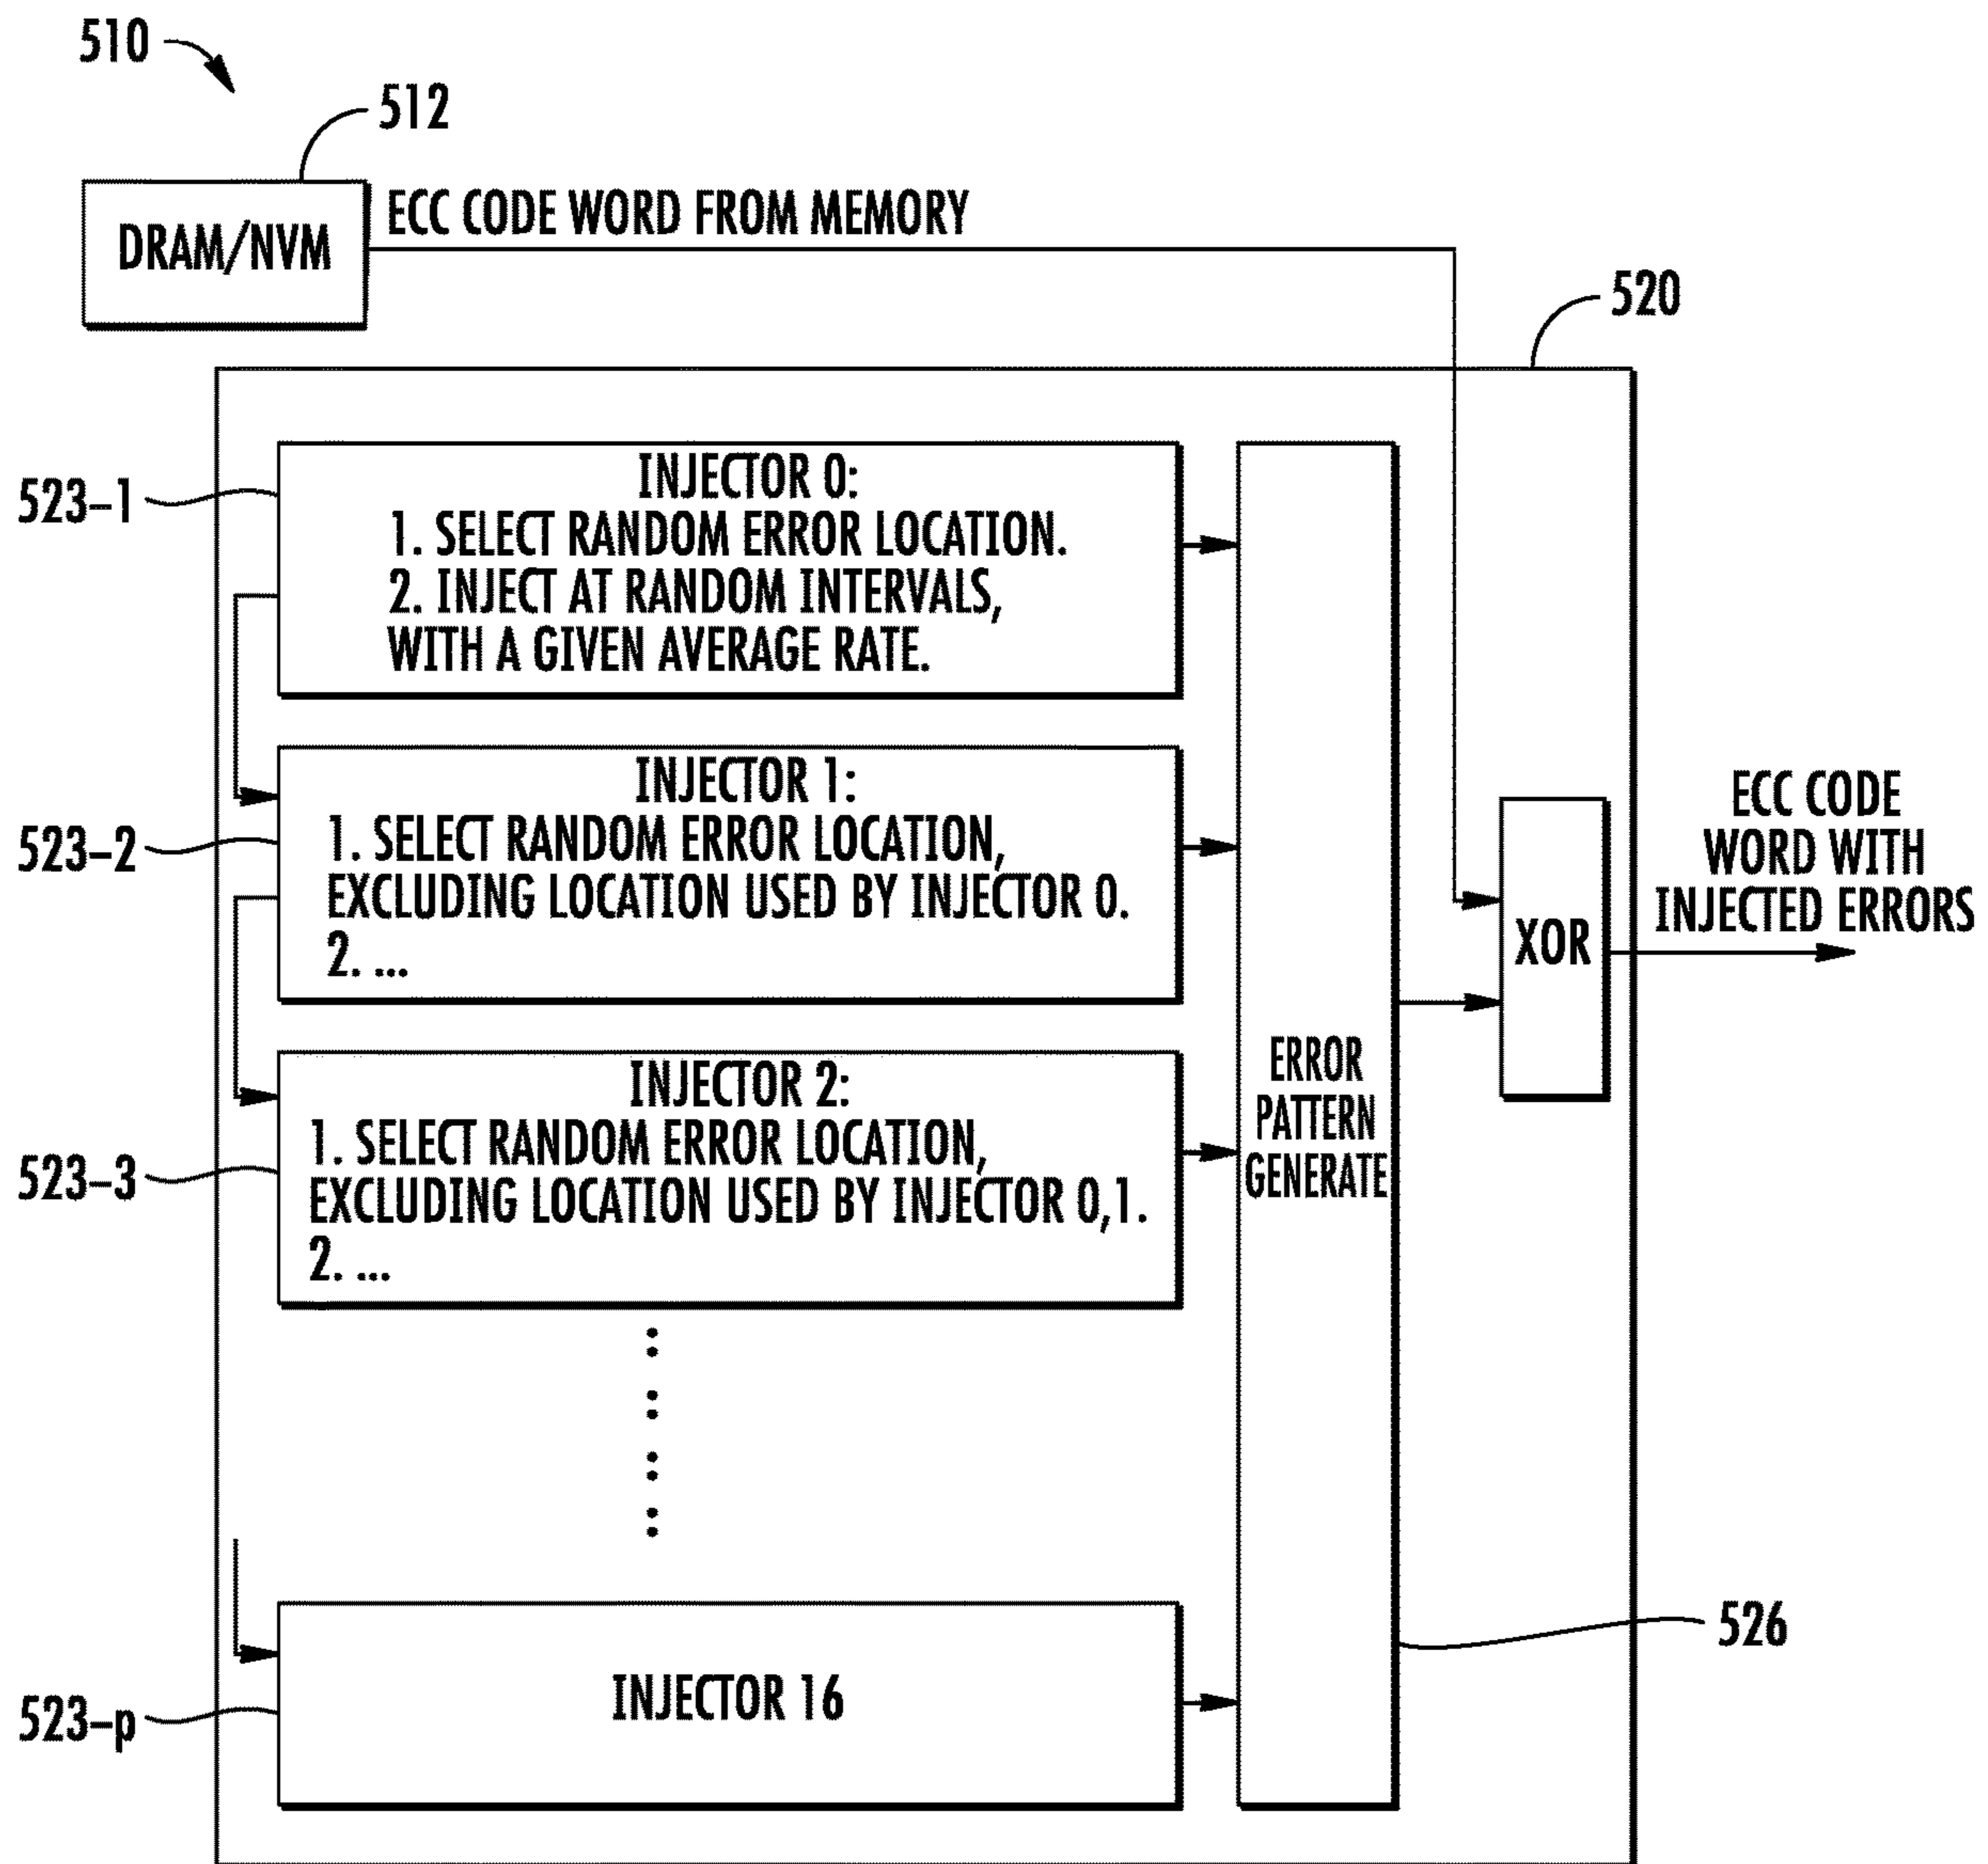 510
512
DRAM/NVM
ECC CODE WORD FROM MEMORY
520
523-1
INJECTOR 0:
1. SELECT RANDOM ERROR LOCATION.
2. INJECT AT RANDOM INTERVALS,
WITH A GIVEN AVERAGE RATE.
523-2
INJECTOR 1:
1. SELECT RANDOM ERROR LOCATION,
EXCLUDING LOCATION USED BY INJECTOR 0.
2. ...
523-3
INJECTOR 2:
1. SELECT RANDOM ERROR LOCATION,
EXCLUDING LOCATION USED BY INJECTOR 0,1.
2. ...
523-p
INJECTOR 16
ERROR
PATTERN
GENERATE
526
XOR
ECC CODE
WORD WITH
INJECTED ERRORS